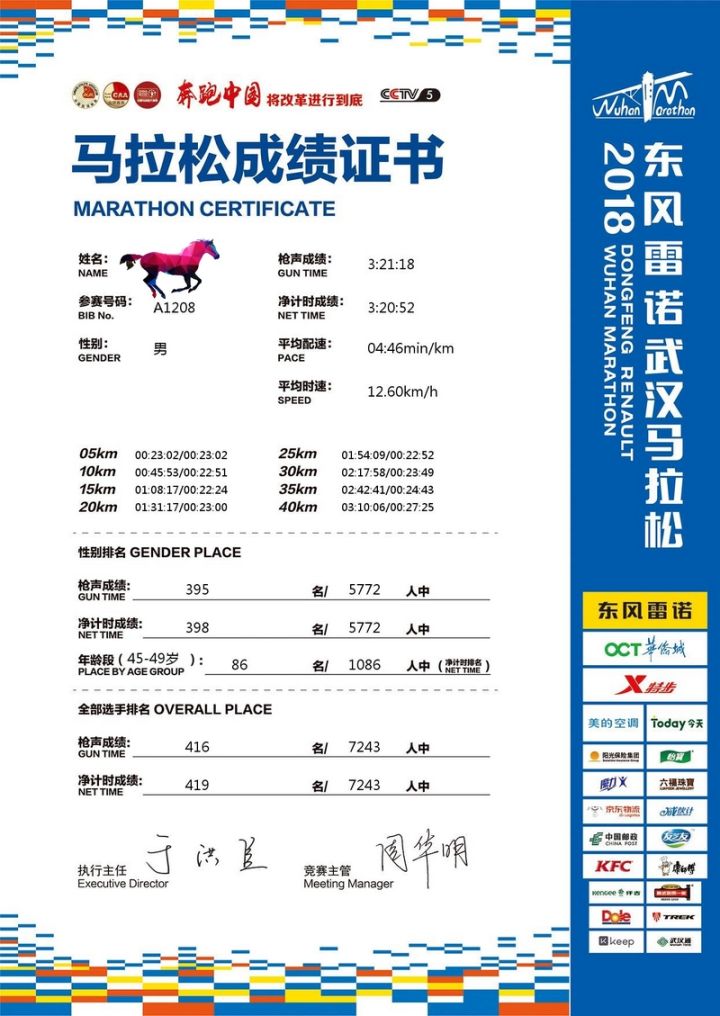 奔跑中国 将改革进行到底 CCTV 5
马拉松成绩证书
MARATHON CERTIFICATE
姓名:
NAME
参赛号码: A1208
BIB No.
性别: 男
GENDER
枪声成绩: 3:21:18
GUN TIME
净计时成绩: 3:20:52
NET TIME
平均配速: 04:46min/km
PACE
平均时速: 12.60km/h
SPEED
05km 00:23:02/00:23:02
10km 00:45:53/00:22:51
15km 01:08:17/00:22:24
20km 01:31:17/00:23:00
25km 01:54:09/00:22:52
30km 02:17:58/00:23:49
35km 02:42:41/00:24:43
40km 03:10:06/00:27:25
性别排名 GENDER PLACE
枪声成绩: 395 名/ 5772 人中
GUN TIME
净计时成绩: 398 名/ 5772 人中
NET TIME
年龄段 ( 45-49岁 ) : 86 名/ 1086 人中 ( 净计时排名 NET TIME )
PLACE BY AGE GROUP
全部选手排名 OVERALL PLACE
枪声成绩: 416 名/ 7243 人中
GUN TIME
净计时成绩: 419 名/ 7243 人中
NET TIME
执行主任 于洪臣
Executive Director
竞赛主管 周华明
Meeting Manager
Wuhan Marathon
东风雷诺武汉马拉松
2018 DONGFENG RENAULT
WUHAN MARATHON
东风雷诺
OCT 华侨城
X 特步
美的空调 Today 今天
阳光保险集团 怡宝
六福珠宝
京东物流
中国邮政 CHINA POST
KFC 康师傅
Dole TREK
keep 武汉通